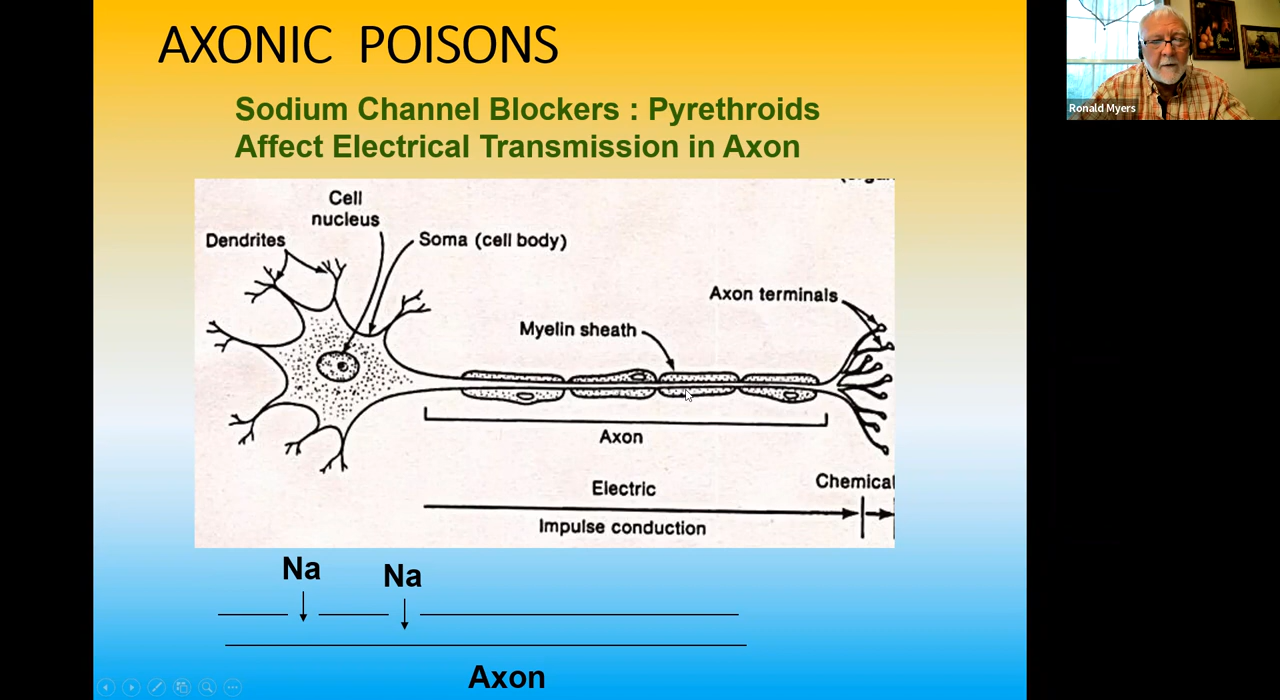 AXONIC POISONS
Sodium Channel Blockers : Pyrethroids
Affect Electrical Transmission in Axon
Cell
nucleus
Dendrites
Soma (cell body)
Axon terminals
Myelin sheath
Axon
Electric
Chemical
Impulse conduction
Na
Na
Axon
Ronald Myers